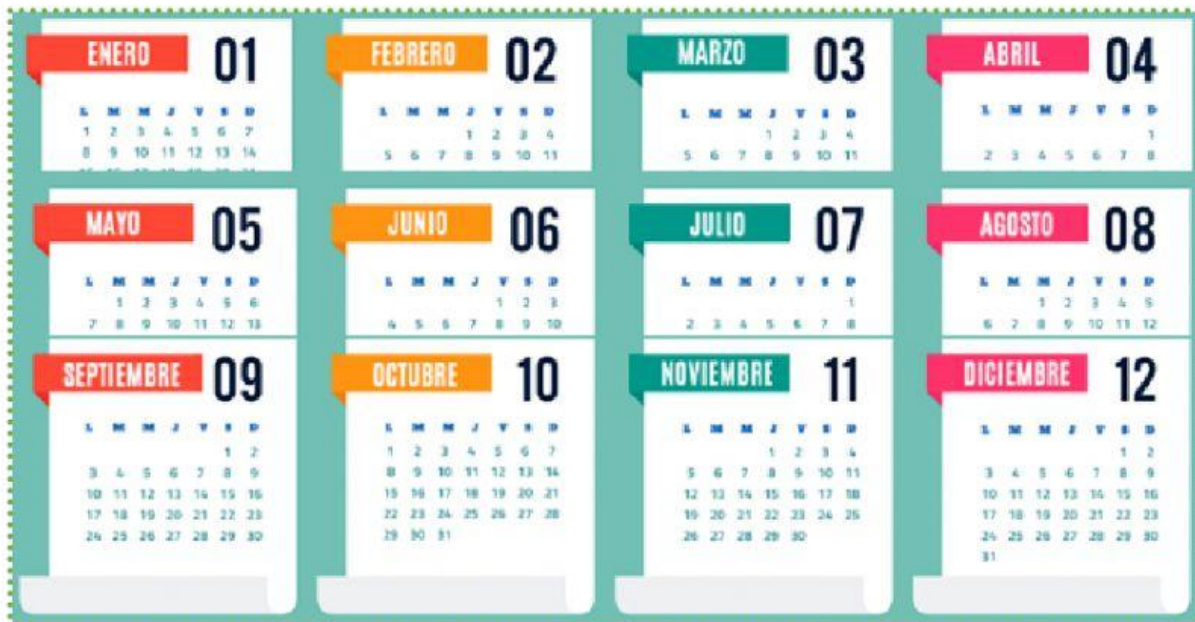 ENERO 01
L M M J V S D
1 2 3 4 5 6 7
8 9 10 11 12 13 14
FEBRERO 02
L M M J V S D
1 2 3 4
5 6 7 8 9 10 11
MARZO 03
L M M J V S D
1 2 3 4
5 6 7 8 9 10 11
ABRIL 04
L M M J V S D
1
2 3 4 5 6 7 8
MAYO 05
L M M J V S D
1 2 3 4 5 6
7 8 9 10 11 12 13
JUNIO 06
L M M J V S D
1 2 3
4 5 6 7 8 9 10
JULIO 07
L M M J V S D
1
2 3 4 5 6 7 8
AGOSTO 08
L M M J V S D
1 2 3 4 5
6 7 8 9 10 11 12
SEPTIEMBRE 09
L M M J V S D
1 2
3 4 5 6 7 8 9
10 11 12 13 14 15 16
17 18 19 20 21 22 23
24 25 26 27 28 29 30
OCTUBRE 10
L M M J V S D
1 2 3 4 5 6 7
8 9 10 11 12 13 14
15 16 17 18 19 20 21
22 23 24 25 26 27 28
29 30 31
NOVIEMBRE 11
L M M J V S D
1 2 3 4
5 6 7 8 9 10 11
12 13 14 15 16 17 18
19 20 21 22 23 24 25
26 27 28 29 30
DICIEMBRE 12
L M M J V S D
1 2
3 4 5 6 7 8 9
10 11 12 13 14 15 16
17 18 19 20 21 22 23
24 25 26 27 28 29 30
31